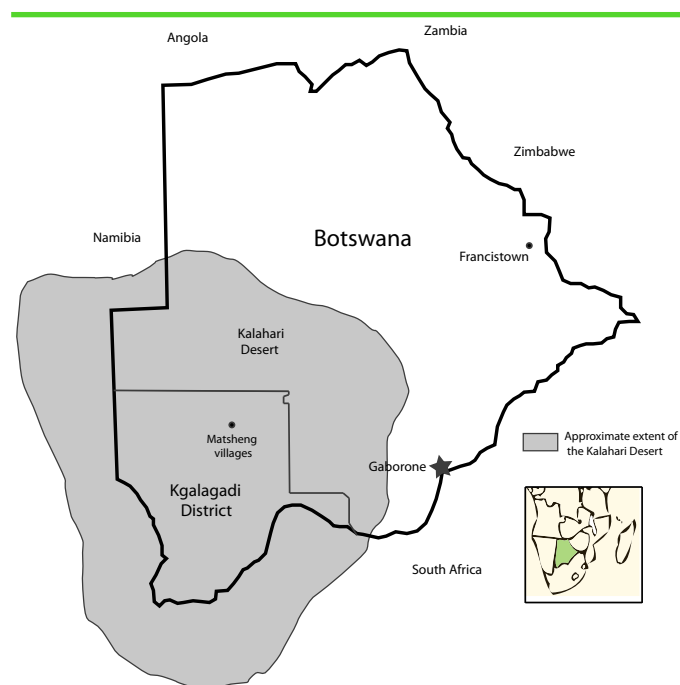 Zambia
Angola
Zimbabwe
Namibia
Botswana
Francistown
Kalahari
Desert
Approximate extent of
the Kalahari Desert
Matsheng
villages
Gaborone
Kgalagadi
District
South Africa